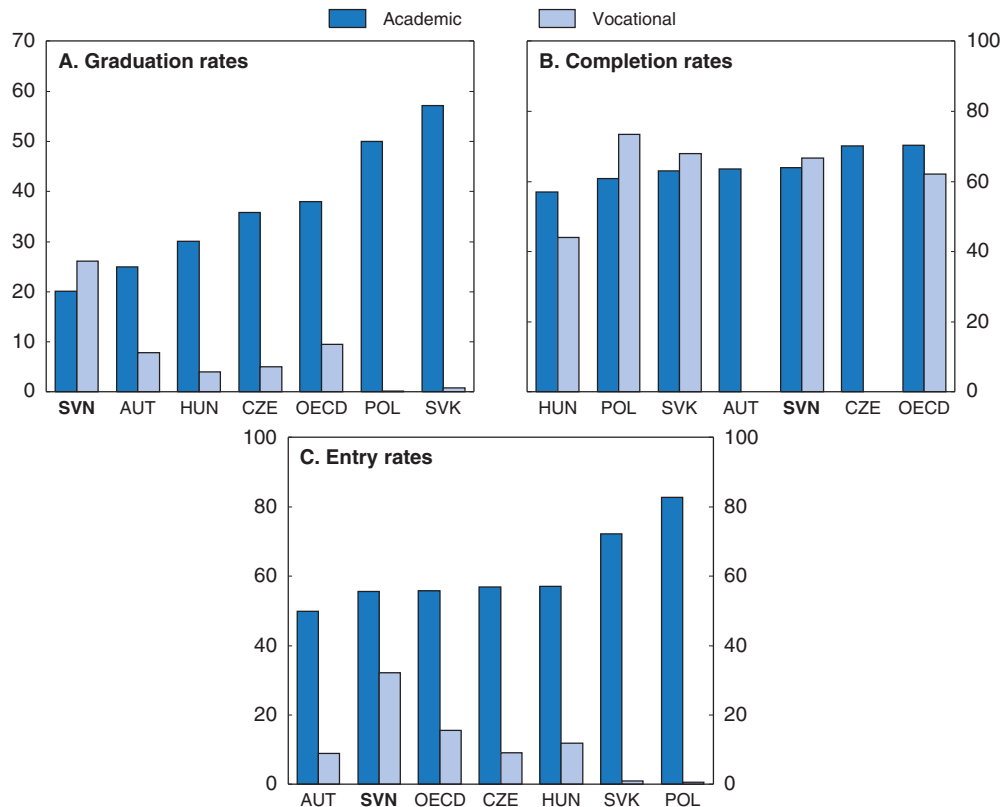 Academic Vocational
A. Graduation rates
70
60
50
40
30
20
10
0
SVN AUT HUN CZE OECD POL SVK
B. Completion rates
100
80
60
40
20
0
HUN POL SVK AUT SVN CZE OECD
C. Entry rates
100 100
80 80
60 60
40 40
20 20
0 0
AUT SVN OECD CZE HUN SVK POL